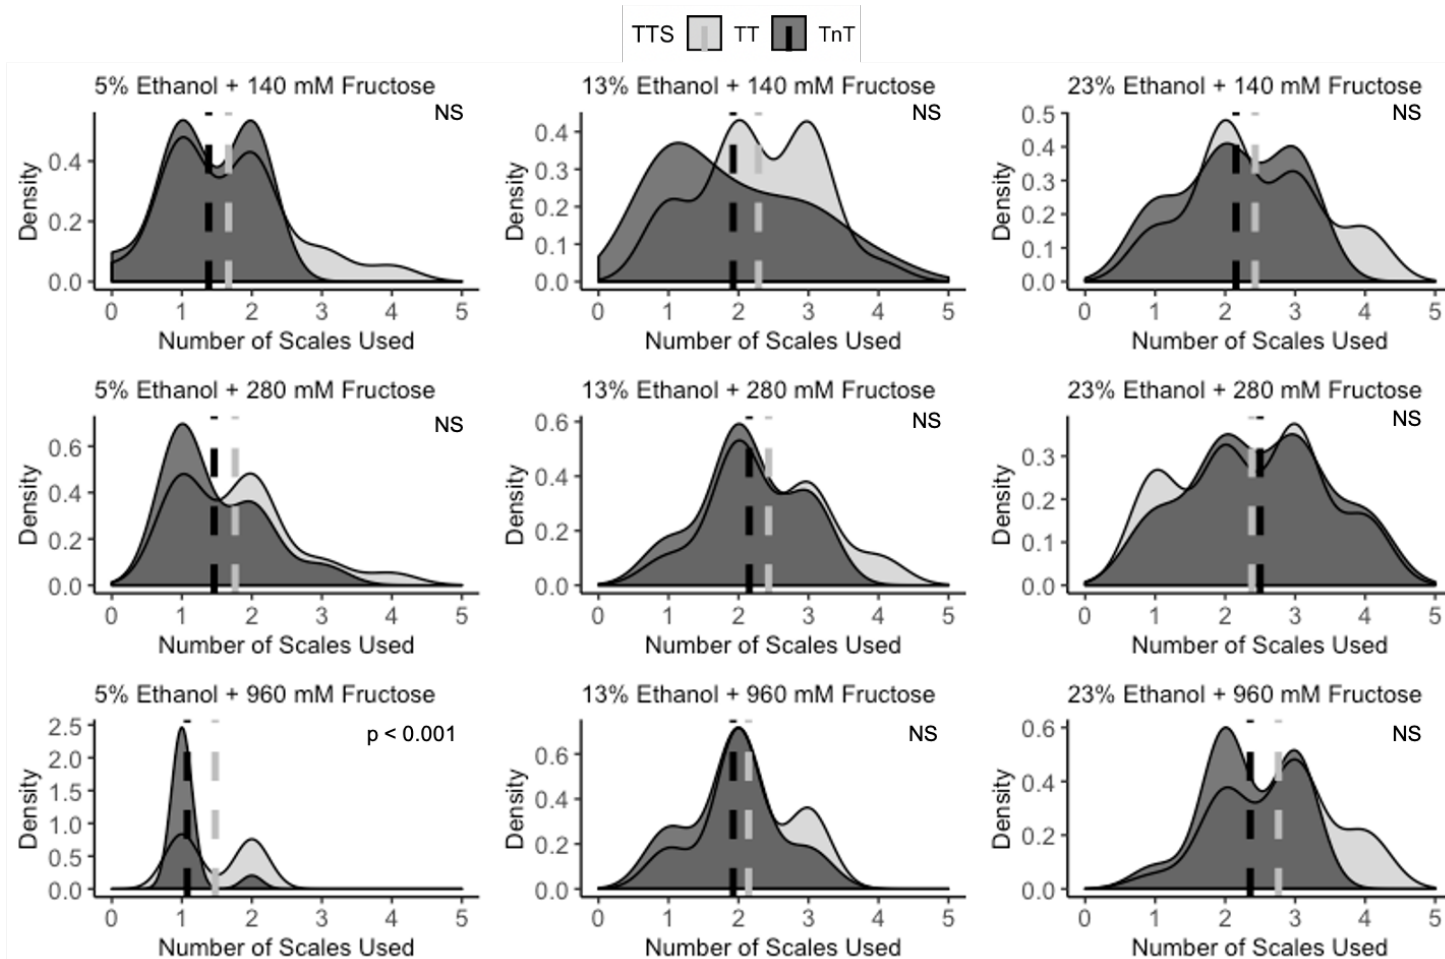 TTS TT TnT
5% Ethanol + 140 mM Fructose
NS
Density
0.4
0.2
0.0
0 1 2 3 4 5
Number of Scales Used
13% Ethanol + 140 mM Fructose
NS
Density
0.4
0.3
0.2
0.1
0.0
0 1 2 3 4 5
Number of Scales Used
23% Ethanol + 140 mM Fructose
NS
Density
0.5
0.4
0.3
0.2
0.1
0.0
0 1 2 3 4 5
Number of Scales Used
5% Ethanol + 280 mM Fructose
NS
Density
0.6
0.4
0.2
0.0
0 1 2 3 4 5
Number of Scales Used
13% Ethanol + 280 mM Fructose
NS
Density
0.6
0.4
0.2
0.0
0 1 2 3 4 5
Number of Scales Used
23% Ethanol + 280 mM Fructose
NS
Density
0.3
0.2
0.1
0.0
0 1 2 3 4 5
Number of Scales Used
5% Ethanol + 960 mM Fructose
p < 0.001
Density
2.5
2.0
1.5
1.0
0.5
0.0
0 1 2 3 4 5
Number of Scales Used
13% Ethanol + 960 mM Fructose
NS
Density
0.6
0.4
0.2
0.0
0 1 2 3 4 5
Number of Scales Used
23% Ethanol + 960 mM Fructose
NS
Density
0.6
0.4
0.2
0.0
0 1 2 3 4 5
Number of Scales Used